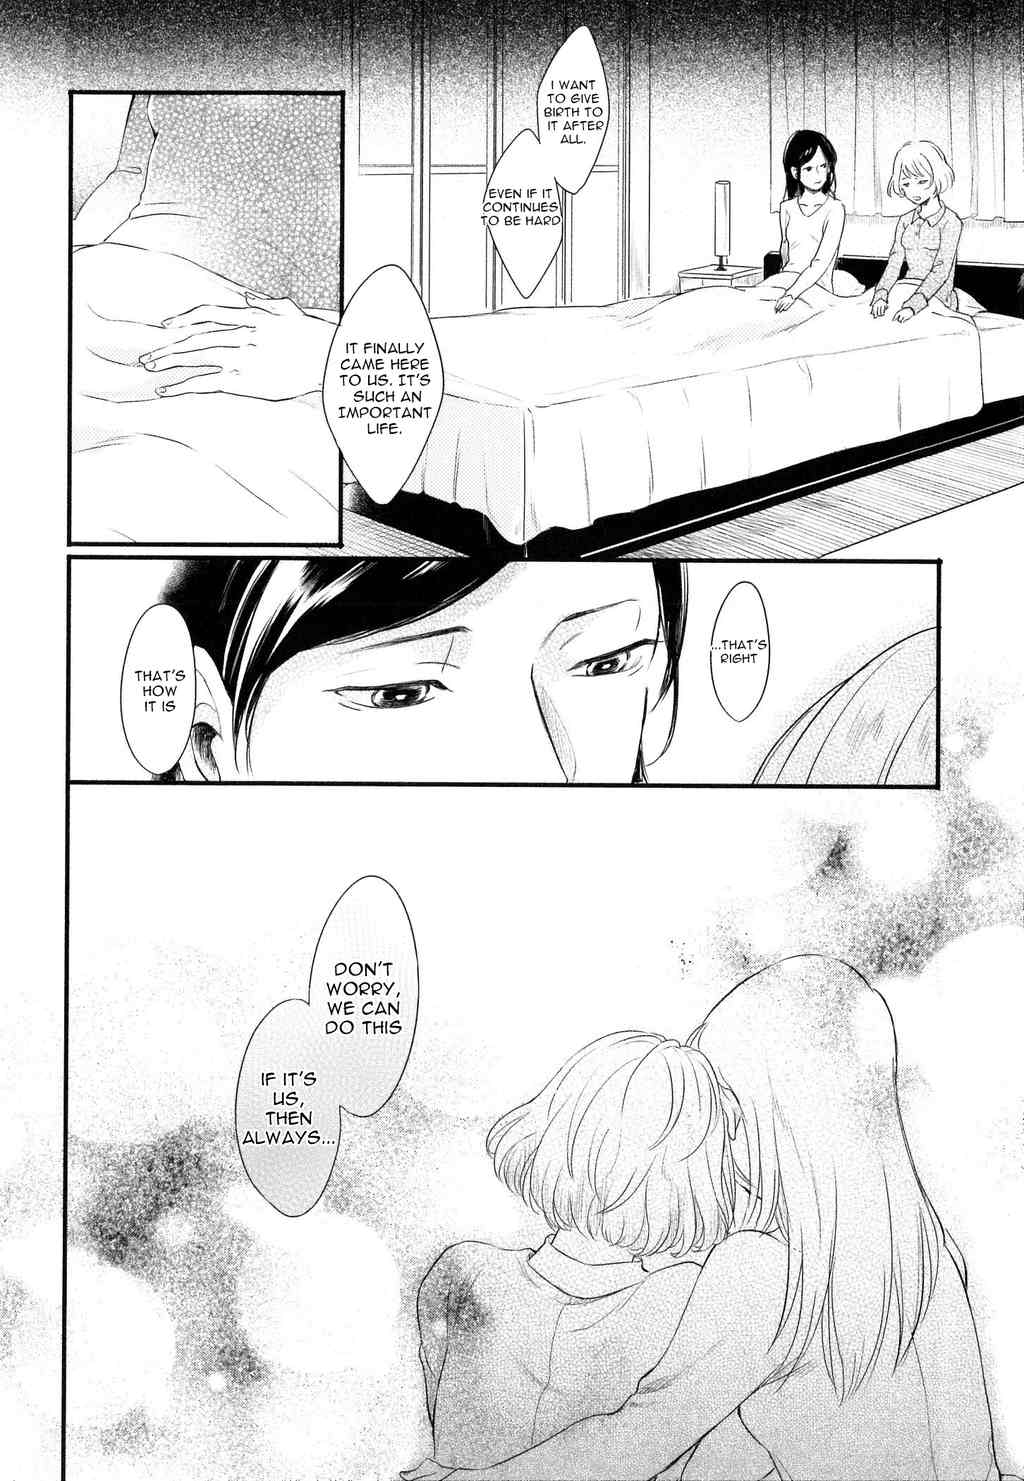 I WANT
TO GIVE
BIRTH TO
IT AFTER
ALL.
EVEN IF IT
CONTINUES
TO BE HARD
IT FINALLY
CAME HERE
TO US. IT'S
SUCH AN
IMPORTANT
LIFE.
...THAT'S
RIGHT
THAT'S
HOW
IT IS
DON'T
WORRY,
WE CAN
DO THIS
IF IT'S
US,
THEN
ALWAYS...